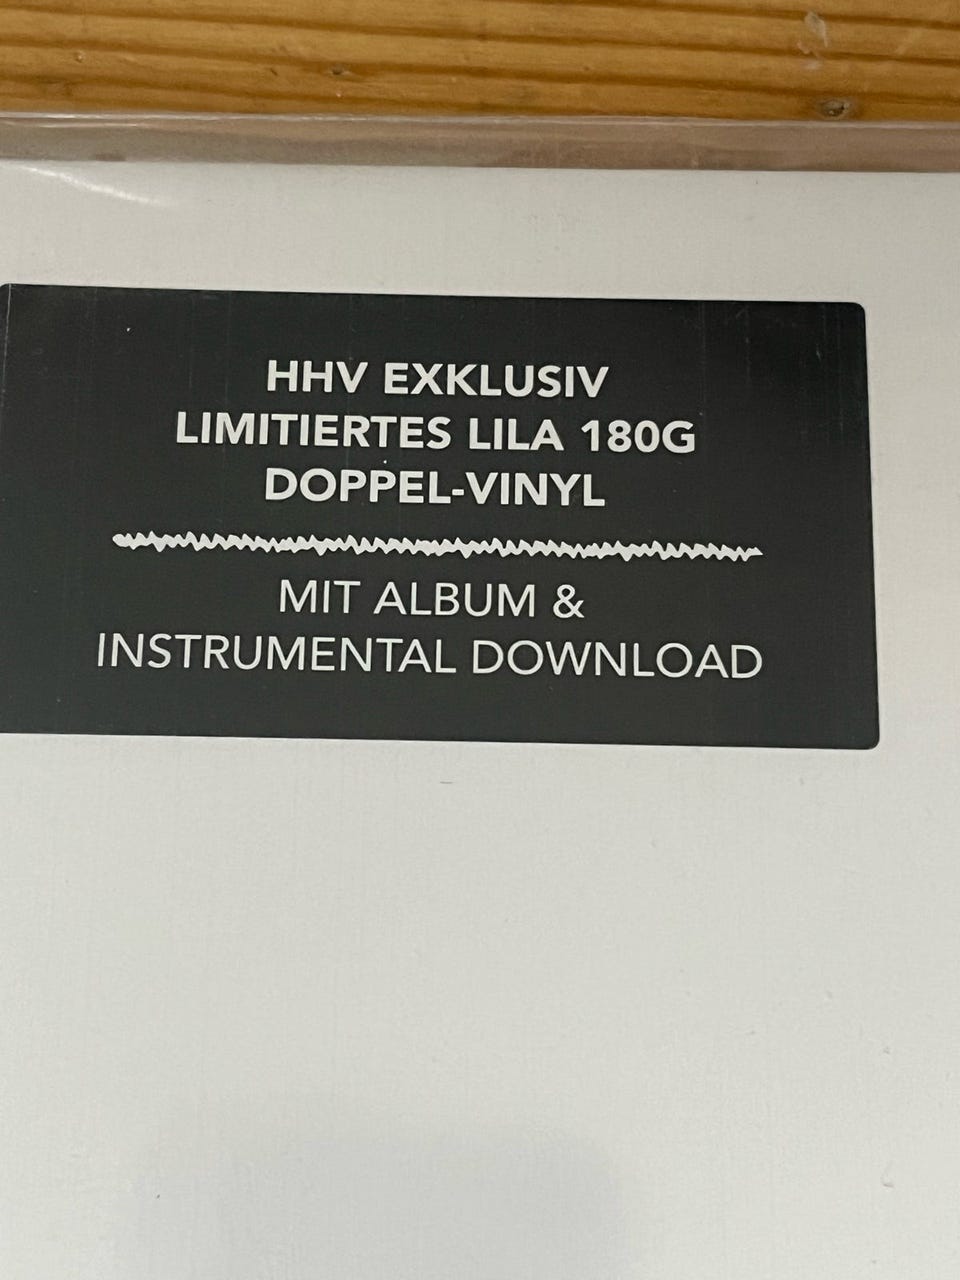 HHV EXKLUSIV
LIMITIERTES LILA 180G
DOPPEL-VINYL
MIT ALBUM &
INSTRUMENTAL DOWNLOAD